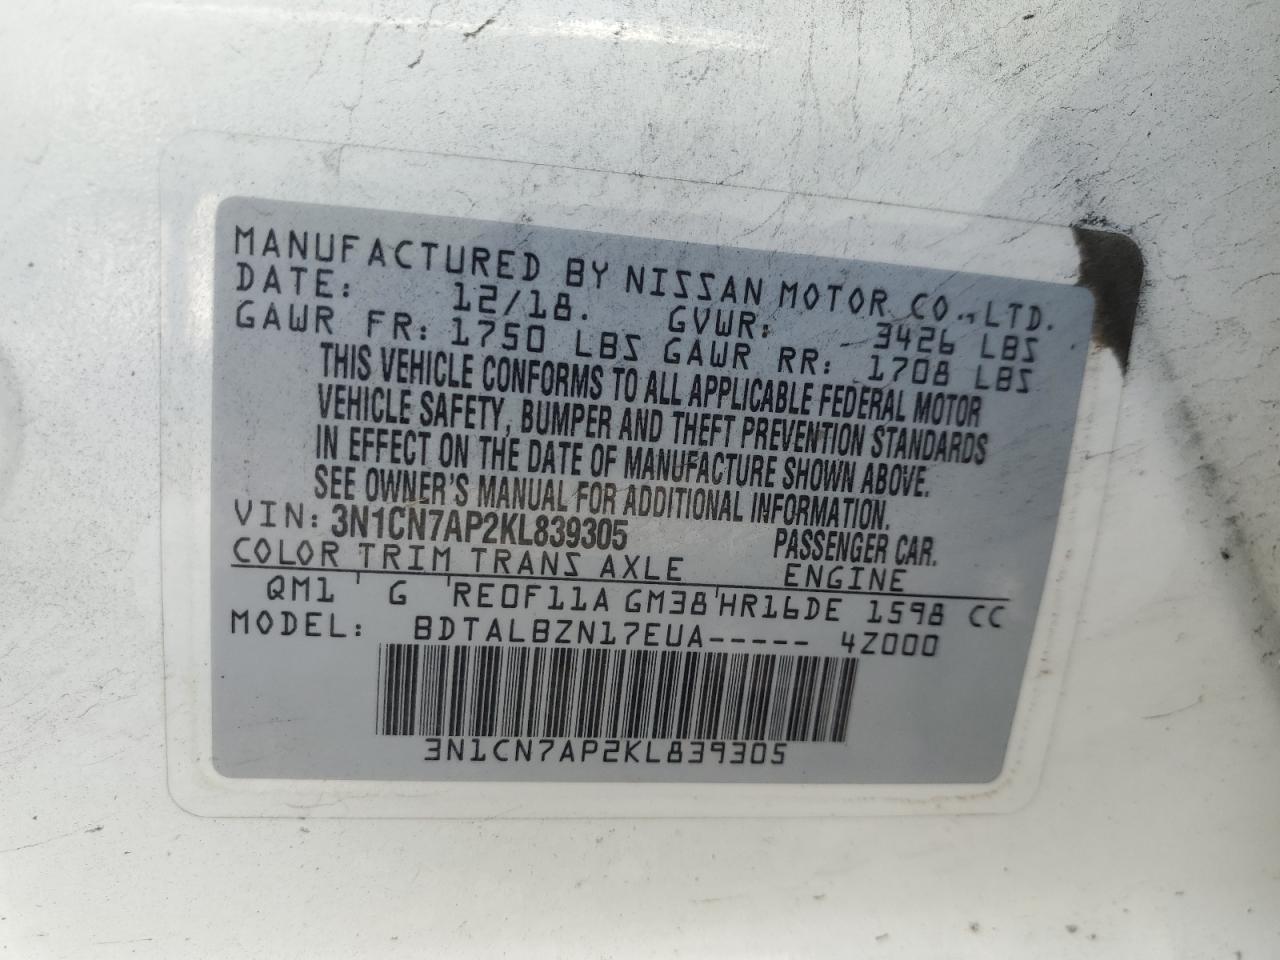 MANUFACTURED BY NISSAN MOTOR CO., LTD.
DATE: 12/18. GVWR: 3426 LBS
GAWR FR: 1750 LBS GAWR RR: 1708 LBS
THIS VEHICLE CONFORMS TO ALL APPLICABLE FEDERAL MOTOR
VEHICLE SAFETY, BUMPER AND THEFT PREVENTION STANDARDS
IN EFFECT ON THE DATE OF MANUFACTURE SHOWN ABOVE.
SEE OWNER'S MANUAL FOR ADDITIONAL INFORMATION.
VIN: 3N1CN7AP2KL839305 PASSENGER CAR.
COLOR TRIM TRANS AXLE ENGINE
QM1 ' G ' RE0F11A GM38 ' HR16DE 1598 CC
MODEL: BDTALBZN17EUA----- 4Z000
3N1CN7AP2KL839305